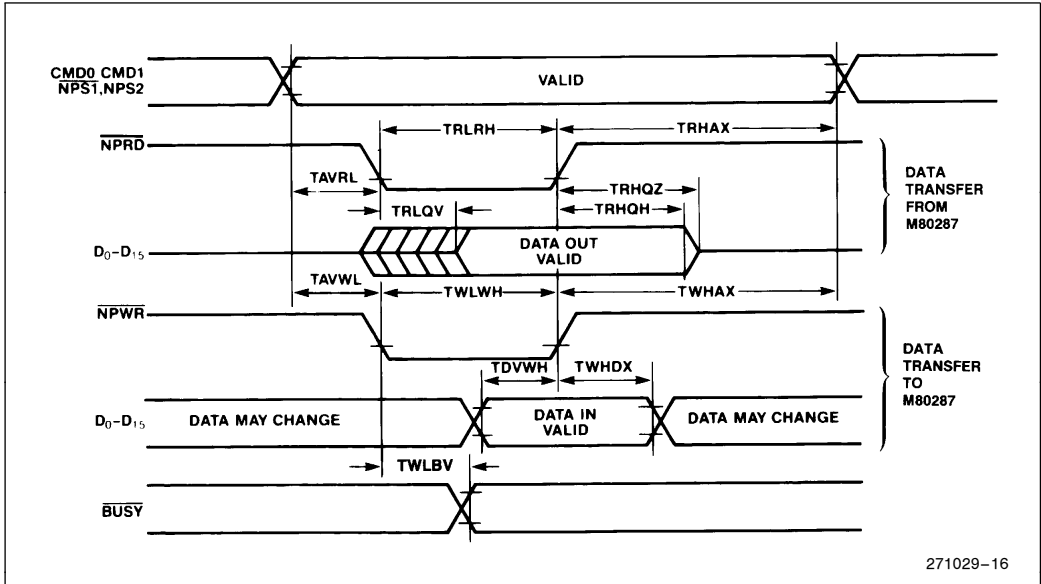 CMD0 CMD1
NPS1,NPS2
VALID
TRLRH
TRHAX
NPRD
TAVRL
TRHQZ
TRLQV
TRHQH
DATA
TRANSFER
FROM
M80287
D0–D15
DATA OUT
VALID
TAVWL
TWLWH
TWHAX
NPWR
TDVWH
TWHDX
DATA
TRANSFER
TO
M80287
D0–D15
DATA MAY CHANGE
DATA IN
VALID
DATA MAY CHANGE
TWLBV
BUSY
271029–16